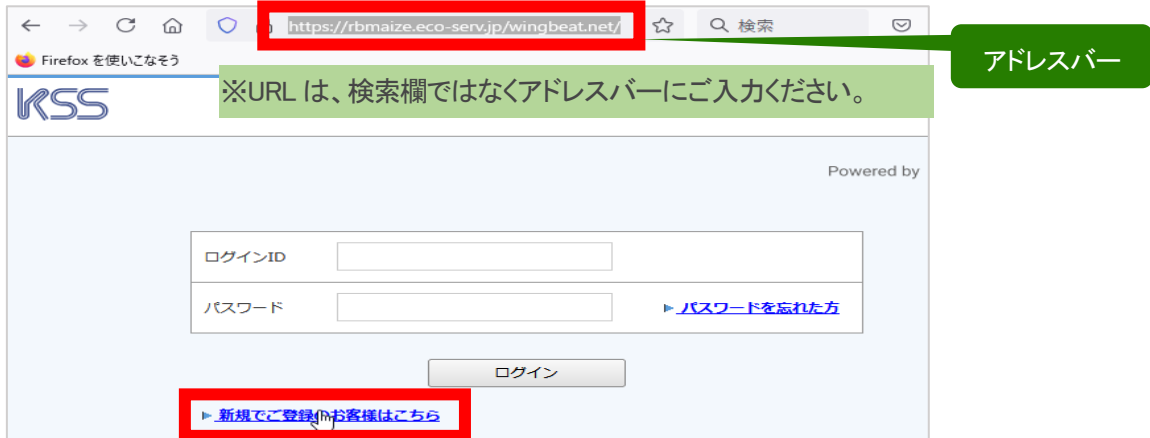 https://rbmaize.eco-serv.jp/wingbeat.net/
検索
アドレスバー
Firefox を使いこなそう
※URL は、検索欄ではなくアドレスバーにご入力ください。
KSS
Powered by
ログインID
パスワード
パスワードを忘れた方
ログイン
新規でご登録のお客様はこちら